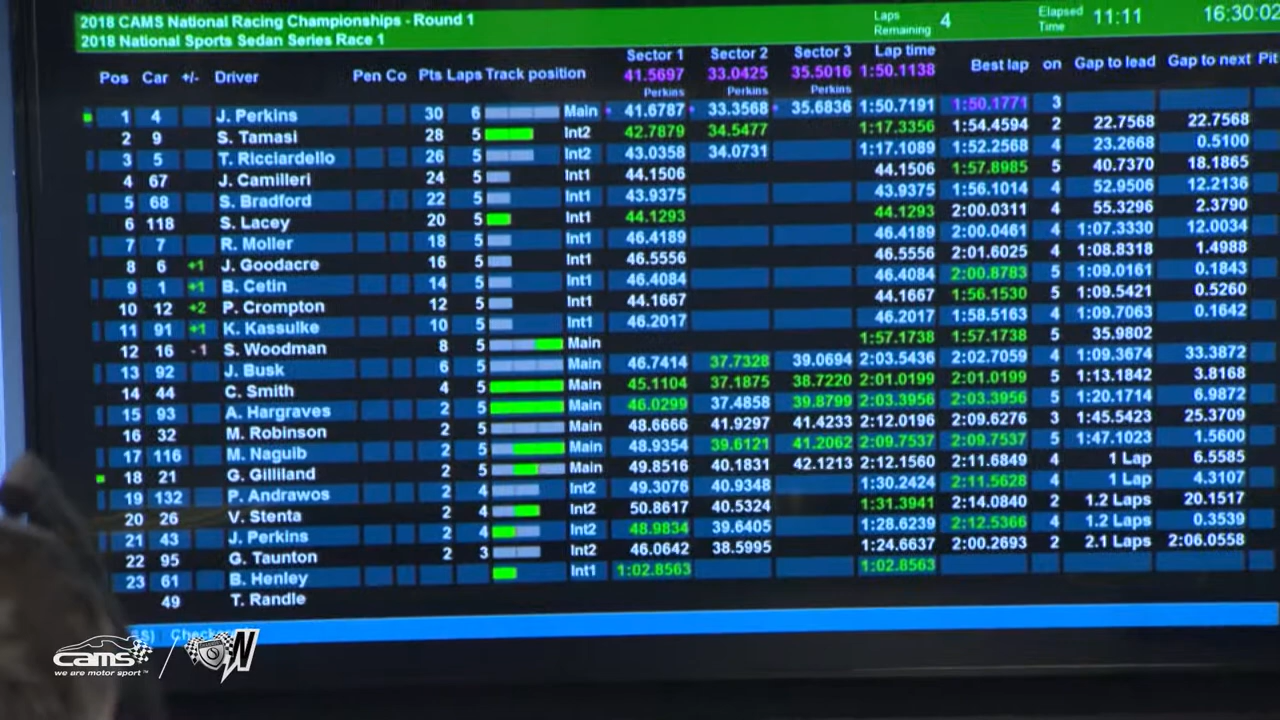 2018 CAMS National Racing Championships - Round 1 Laps Remaining 4 Elapsed Time 11:11 16:30:02
2018 National Sports Sedan Series Race 1
Sector 1 Sector 2 Sector 3 Lap time
Pos Car +/- Driver Pen Co Pts Laps Track position 41.5697 33.0425 35.5016 1:50.1138 Best lap on Gap to lead Gap to next Pit
Perkins Perkins Perkins
1 4 J. Perkins 30 6 Main 41.6787 33.3568 35.6836 1:50.7191 1:50.1771 3
2 9 S. Tamasi 28 5 Int2 42.7879 34.5477 1:17.3356 1:54.4594 2 22.7568 22.7568
3 5 T. Ricciardello 26 5 Int2 43.0358 34.0731 1:17.1089 1:52.2568 4 23.2668 0.5100
4 67 J. Camilleri 24 5 Int1 44.1506 44.1506 1:57.8985 5 40.7370 18.1865
5 68 S. Bradford 22 5 Int1 43.9375 43.9375 1:56.1014 4 52.9506 12.2136
6 118 S. Lacey 20 5 Int1 44.1293 44.1293 2:00.0311 4 55.3296 2.3790
7 7 R. Moller 18 5 Int1 46.4189 46.4189 2:00.0461 4 1:07.3330 12.0034
8 6 +1 J. Goodacre 16 5 Int1 46.5556 46.5556 2:01.6025 4 1:08.8318 1.4988
9 1 +1 B. Cetin 14 5 Int1 46.4084 46.4084 2:00.8783 5 1:09.0161 0.1843
10 12 +2 P. Crompton 12 5 Int1 44.1667 44.1667 1:56.1530 5 1:09.5421 0.5260
11 91 +1 K. Kassulke 10 5 Int1 46.2017 46.2017 1:58.5163 4 1:09.7063 0.1642
12 16 -1 S. Woodman 8 5 Main 1:57.1738 1:57.1738 5 35.9802
13 92 J. Busk 6 5 Main 46.7414 37.7328 39.0694 2:03.5436 2:02.7059 4 1:09.3674 33.3872
14 44 C. Smith 4 5 Main 45.1104 37.1875 38.7220 2:01.0199 2:01.0199 5 1:13.1842 3.8168
15 93 A. Hargraves 2 5 Main 46.0299 37.4858 39.8799 2:03.3956 2:03.3956 5 1:20.1714 6.9872
16 32 M. Robinson 2 5 Main 48.6666 41.9297 41.4233 2:12.0196 2:09.6276 3 1:45.5423 25.3709
17 116 M. Naguib 2 5 Main 48.9354 39.6121 41.2062 2:09.7537 2:09.7537 5 1:47.1023 1.5600
18 21 G. Gilliland 2 5 Main 49.8516 40.1831 42.1213 2:12.1560 2:11.6849 4 1 Lap 6.5585
19 132 P. Andrawos 2 4 Int2 49.3076 40.9348 1:30.2424 2:11.5628 4 1 Lap 4.3107
20 26 V. Stenta 2 4 Int2 50.8617 40.5324 1:31.3941 2:14.0840 2 1.2 Laps 20.1517
21 43 J. Perkins 2 4 Int2 48.9834 39.6405 1:28.6239 2:12.5366 4 1.2 Laps 0.3539
22 95 G. Taunton 2 3 Int2 46.0642 38.5995 1:24.6637 2:00.2693 2 2.1 Laps 2:06.0558
23 61 B. Henley Int1 1:02.8563 1:02.8563
49 T. Randle
cams
we are motor sport™
N